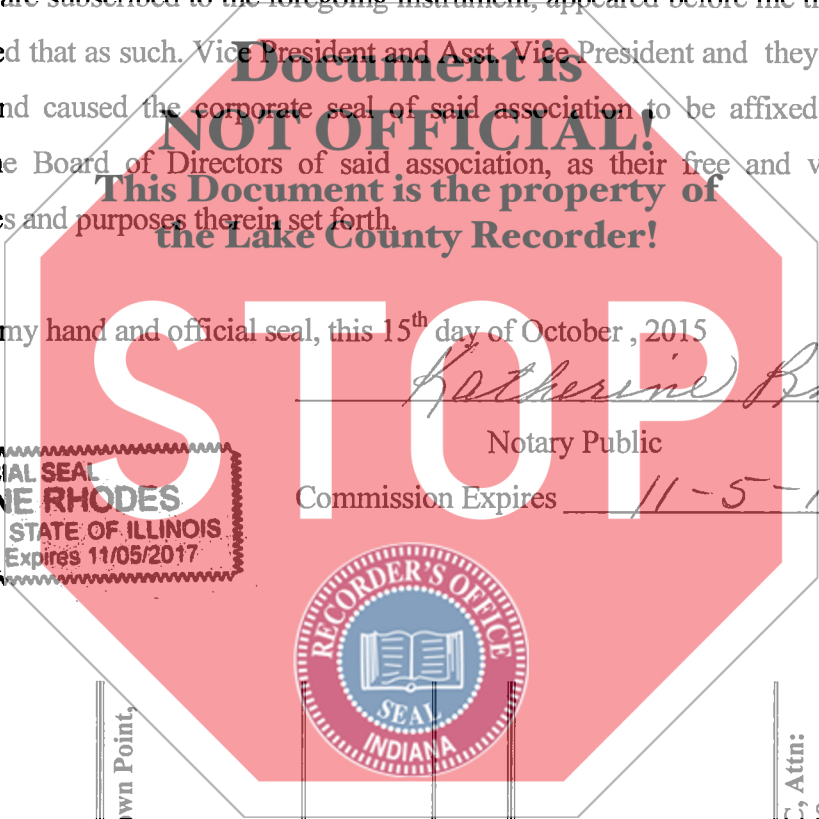 are subscribed to the foregoing instrument, appeared before me
ed that as such. Vice President and Asst. Vice President and they
Document is
nd caused the corporate seal of said association to be affixed
NOT OFFICIAL!
e Board of Directors of said association, as their free and v
This Document is the property of
s and purposes therein set forth.
the Lake County Recorder!
STOP
my hand and official seal, this 15th day of October , 2015
Katherine
Notary Public
Commission Expires 11-5-1
IAL SEAL
NE RHODES
STATE OF ILLINOIS
Expires 11/05/2017
RECORDER'S OFFICE
SEAL
INDIANA
own Point,
C, Attn: